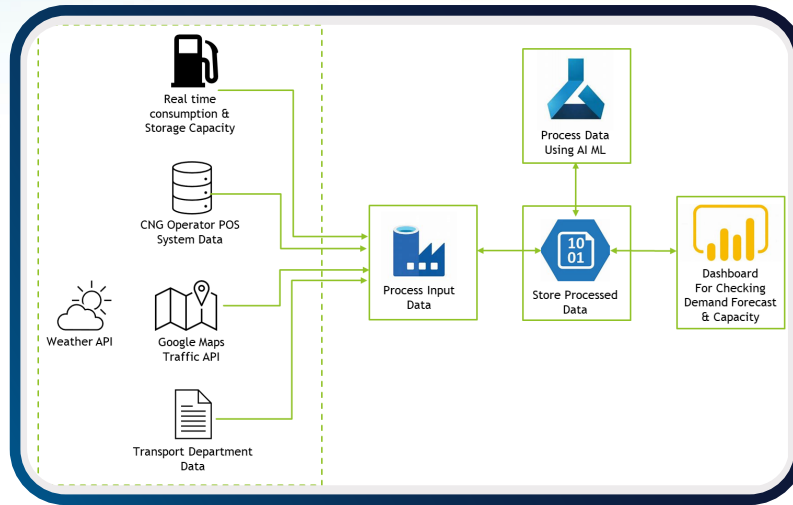 Real time
consumption &
Storage Capacity
CNG Operator POS
System Data
Weather API
Google Maps
Traffic API
Transport Department
Data
Process Input
Data
Process Data
Using AI ML
10
01
Store Processed
Data
Dashboard
For Checking
Demand Forecast
& Capacity